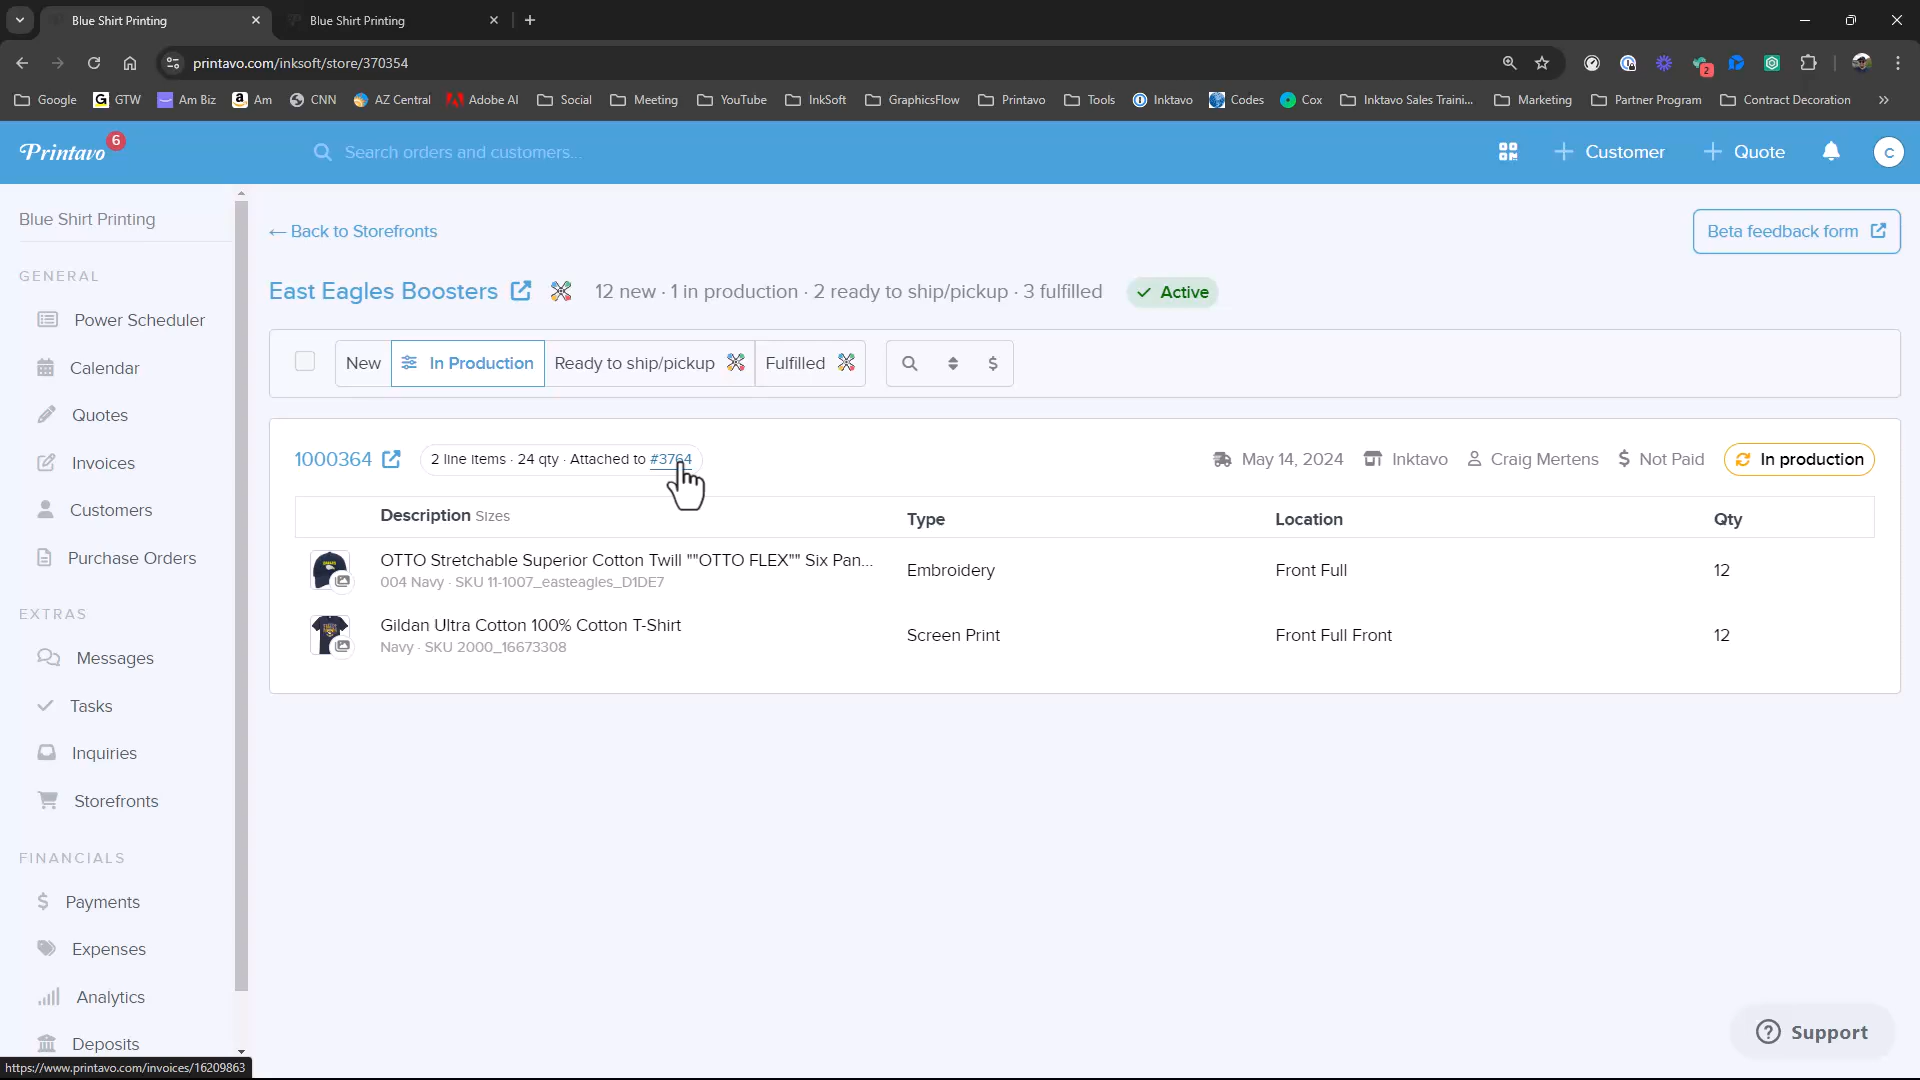 Blue Shirt Printing
Blue Shirt Printing
printavo.com/inksoft/store/370354
2
Google
GTW
Am Biz
Am
CNN
AZ Central
Adobe AI
Social
Meeting
YouTube
InkSoft
GraphicsFlow
Printavo
Tools
Inktavo
Codes
Cox
Inktavo Sales Traini...
Marketing
Partner Program
Contract Decoration
»
Printavo
6
Search orders and customers...
Customer
Quote
C
Blue Shirt Printing
GENERAL
Power Scheduler
Calendar
Quotes
Invoices
Customers
Purchase Orders
EXTRAS
Messages
Tasks
Inquiries
Storefronts
FINANCIALS
Payments
Expenses
Analytics
Deposits
← Back to Storefronts
Beta feedback form
East Eagles Boosters
12 new · 1 in production · 2 ready to ship/pickup · 3 fulfilled
Active
New
In Production
Ready to ship/pickup
Fulfilled
$
1000364
2 line items · 24 qty · Attached to #3764
May 14, 2024
Inktavo
Craig Mertens
$ Not Paid
In production
Description Sizes
Type
Location
Qty
OTTO Stretchable Superior Cotton Twill ""OTTO FLEX"" Six Pan...
004 Navy · SKU 11-1007_easteagles_D1DE7
Embroidery
Front Full
12
Gildan Ultra Cotton 100% Cotton T-Shirt
Navy · SKU 2000_16673308
Screen Print
Front Full Front
12
Support
https://www.printavo.com/invoices/16209863